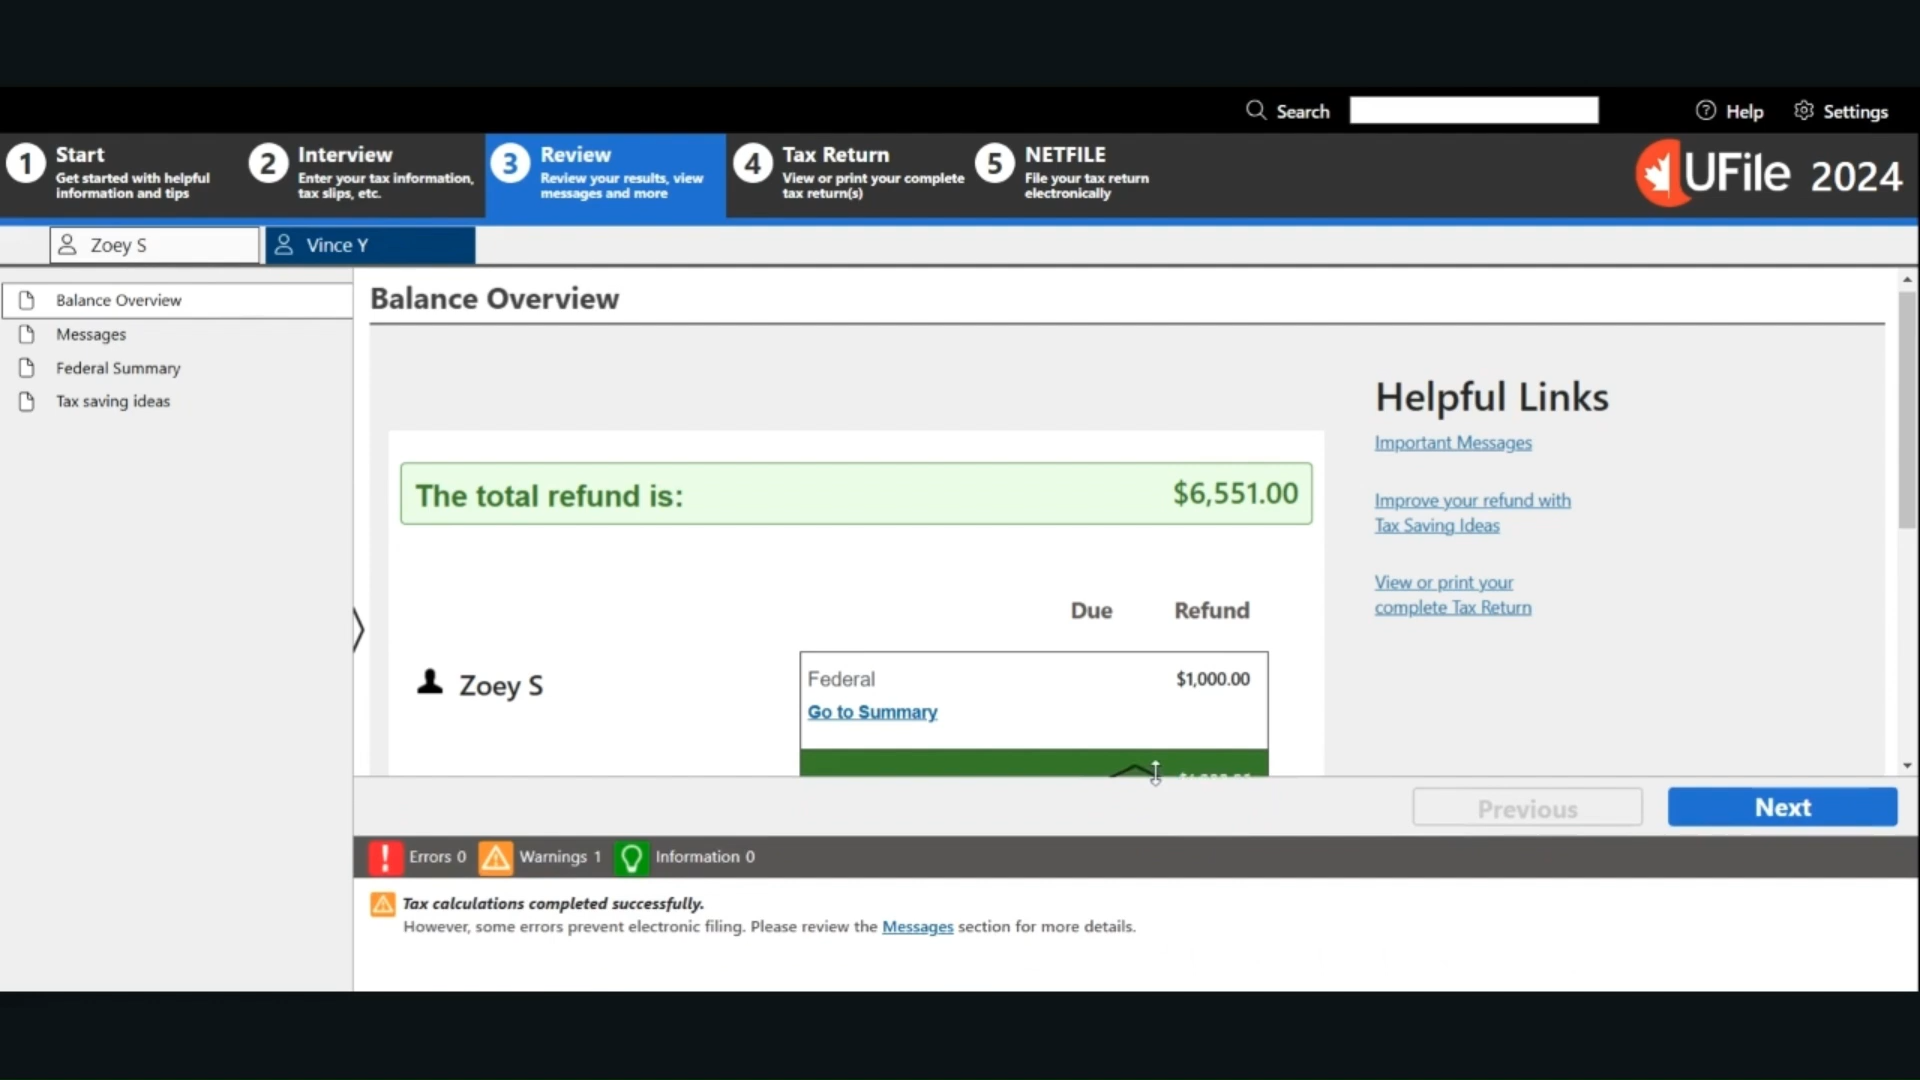 Search
Help
Settings
1 Start
Get started with helpful
information and tips
2 Interview
Enter your tax information,
tax slips, etc.
3 Review
Review your results, view
messages and more
4 Tax Return
View or print your complete
tax return(s)
5 NETFILE
File your tax return
electronically
UFile 2024
Zoey S
Vince Y
Balance Overview
Messages
Federal Summary
Tax saving ideas
Balance Overview
The total refund is: $6,551.00
Due Refund
Zoey S
Federal $1,000.00
Go to Summary
Helpful Links
Important Messages
Improve your refund with
Tax Saving Ideas
View or print your
complete Tax Return
Previous
Next
Errors 0 Warnings 1 Information 0
Tax calculations completed successfully.
However, some errors prevent electronic filing. Please review the Messages section for more details.